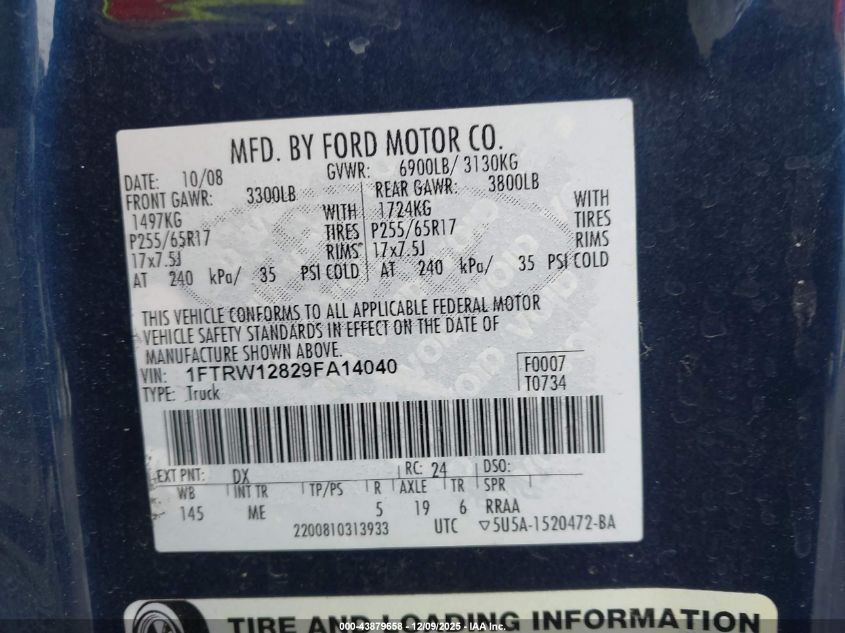 MFD. BY FORD MOTOR CO.
DATE: 10/08 GVWR: 6900LB/ 3130KG
FRONT GAWR: 3300LB REAR GAWR: 3800LB
1497KG WITH 1724KG WITH
P255/65R17 TIRES P255/65R17 TIRES
17x7.5J RIMS 17x7.5J RIMS
AT 240 kPa/ 35 PSI COLD AT 240 kPa/ 35 PSI COLD
THIS VEHICLE CONFORMS TO ALL APPLICABLE FEDERAL MOTOR
VEHICLE SAFETY STANDARDS IN EFFECT ON THE DATE OF
MANUFACTURE SHOWN ABOVE.
VIN: 1FTRW12829FA14040 F0007
TYPE: Truck T0734
EXT PNT: DX RC: 24 DSO:
WB INT TR TP/PS R AXLE TR SPR
145 ME 5 19 6 RRAA
2200810313933 UTC ▽5U5A-1520472-BA
TIRE AND LOADING INFORMATION
000-43879658 - 12/09/2025 - IAA Inc.